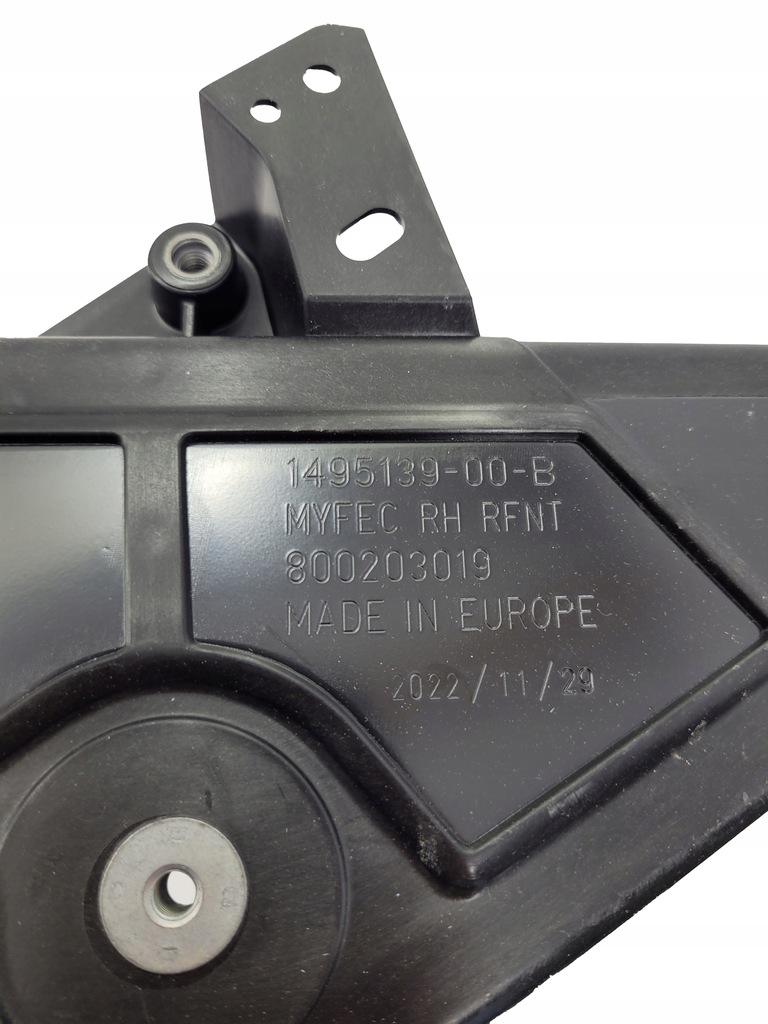 1495139-00-B
MYFEC RH RFNT
800203019
MADE IN EUROPE
2022/11/29